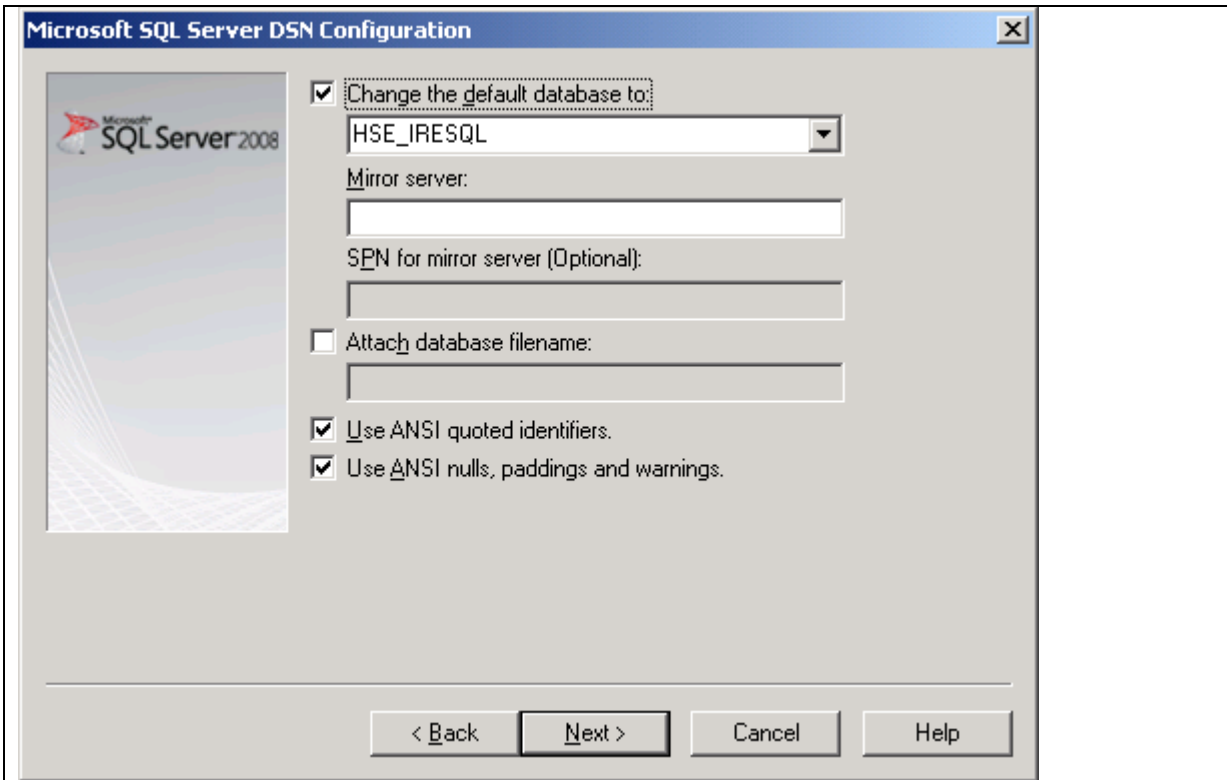 Microsoft SQL Server DSN Configuration
Microsoft
SQL Server 2008
Change the default database to:
HSE_IRESQL
Mirror server:
SPN for mirror server (Optional):
Attach database filename:
Use ANSI quoted identifiers.
Use ANSI nulls, paddings and warnings.
< Back
Next >
Cancel
Help